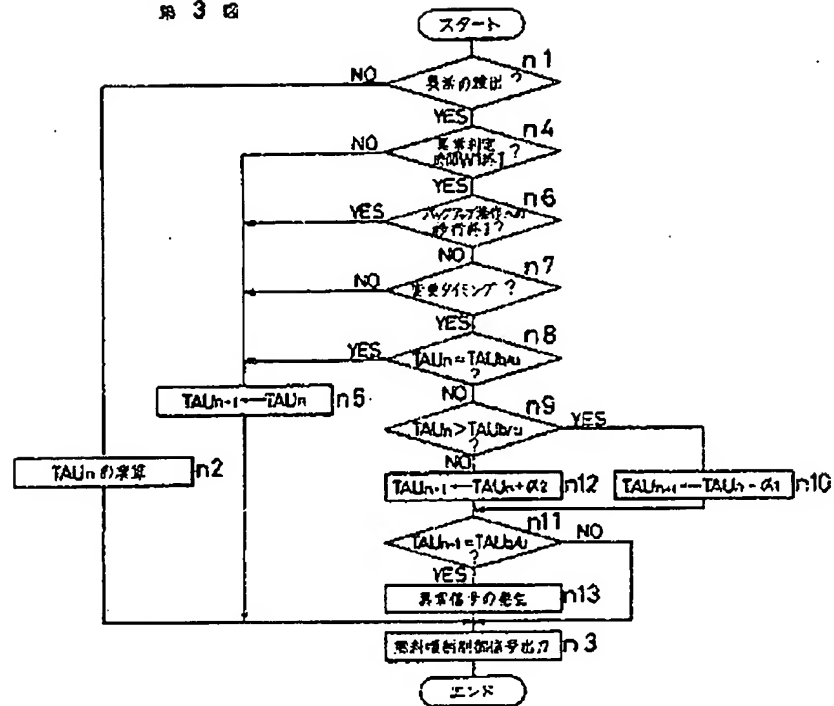 第 3 図
スタート
n1
異常の検出?
NO
YES
n4
異常判定
時間W1終了?
NO
YES
n6
バックアップ操作への
移行終了?
YES
NO
n7
変更タイミング?
NO
YES
n8
TAUn=TAUb/u
?
YES
NO
TAUn+1←TAUn n5
n9
TAUn>TAUb/u
?
YES
NO
TAUnの演算 n2
TAUn+1←TAUn+α2 n12
TAUn+1←TAUn-α1 n10
n11
TAUn+1=TAUb/u
?
NO
YES
異常信号の発生 n13
燃料噴射制御信号出力 n3
エンド